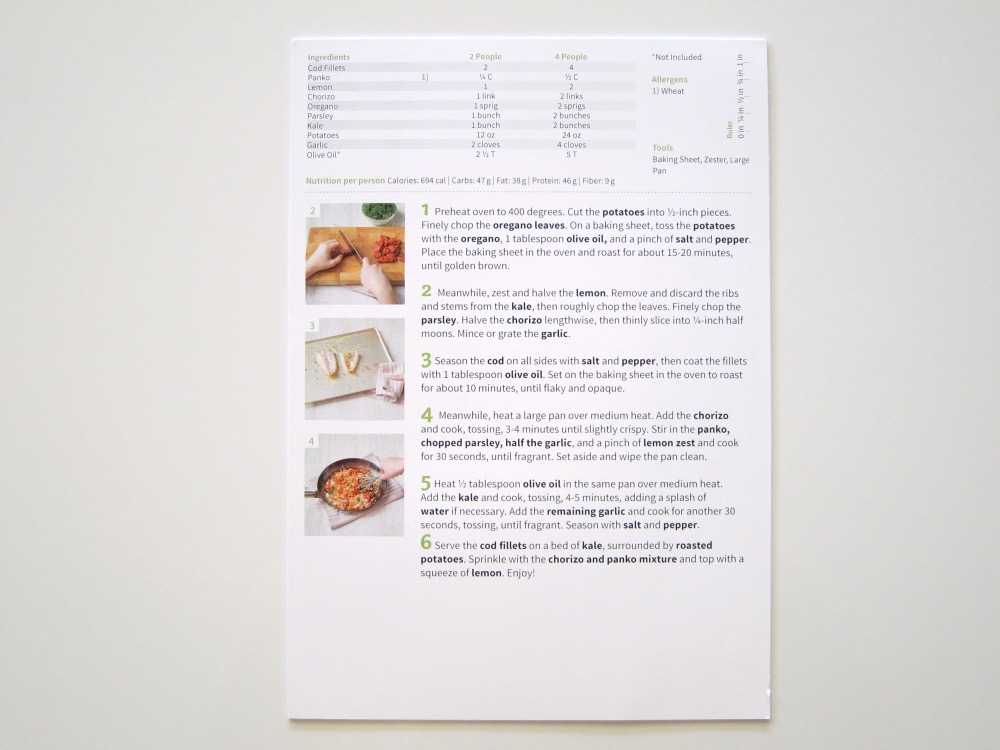 Ingredients 2 People 4 People
Cod Fillets 2 4
Panko 1) ¼ C ½ C
Lemon 1 2
Chorizo 1 link 2 links
Oregano 1 sprig 2 sprigs
Parsley 1 bunch 2 bunches
Kale 1 bunch 2 bunches
Potatoes 12 oz 24 oz
Garlic 2 cloves 4 cloves
Olive Oil* 2 ½ T 5 T
*Not Included
Allergens
1) Wheat
Tools
Baking Sheet, Zester, Large
Pan
Ruler
0 in ¼ in ½ in ¾ in 1 in
Nutrition per person Calories: 694 cal | Carbs: 47 g | Fat: 38 g | Protein: 46 g | Fiber: 9 g
2
3
4
1 Preheat oven to 400 degrees. Cut the potatoes into ½-inch pieces.
Finely chop the oregano leaves. On a baking sheet, toss the potatoes
with the oregano, 1 tablespoon olive oil, and a pinch of salt and pepper.
Place the baking sheet in the oven and roast for about 15-20 minutes,
until golden brown.
2 Meanwhile, zest and halve the lemon. Remove and discard the ribs
and stems from the kale, then roughly chop the leaves. Finely chop the
parsley. Halve the chorizo lengthwise, then thinly slice into ¼-inch half
moons. Mince or grate the garlic.
3 Season the cod on all sides with salt and pepper, then coat the fillets
with 1 tablespoon olive oil. Set on the baking sheet in the oven to roast
for about 10 minutes, until flaky and opaque.
4 Meanwhile, heat a large pan over medium heat. Add the chorizo
and cook, tossing, 3-4 minutes until slightly crispy. Stir in the panko,
chopped parsley, half the garlic, and a pinch of lemon zest and cook
for 30 seconds, until fragrant. Set aside and wipe the pan clean.
5 Heat ½ tablespoon olive oil in the same pan over medium heat.
Add the kale and cook, tossing, 4-5 minutes, adding a splash of
water if necessary. Add the remaining garlic and cook for another 30
seconds, tossing, until fragrant. Season with salt and pepper.
6 Serve the cod fillets on a bed of kale, surrounded by roasted
potatoes. Sprinkle with the chorizo and panko mixture and top with a
squeeze of lemon. Enjoy!